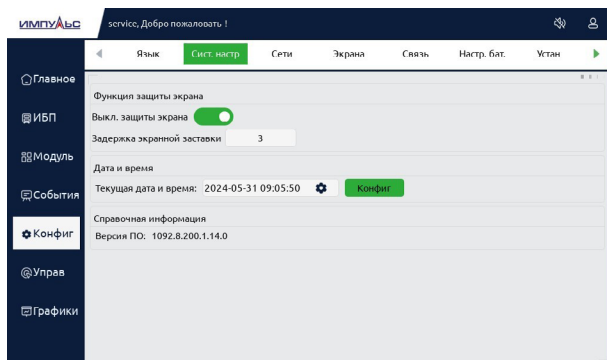 ИМПУЛЬС
service, Добро пожаловать !
Язык Сист. настр Сети Экрана Связь Настр. бат. Устан
Главное
ИБП
Модуль
События
Конфиг
Управ
Графики
Функция защиты экрана
Выкл. защиты экрана
Задержка экранной заставки 3
Дата и время
Текущая дата и время: 2024-05-31 09:05:50 Конфиг
Справочная информация
Версия ПО: 1092.8.200.1.14.0